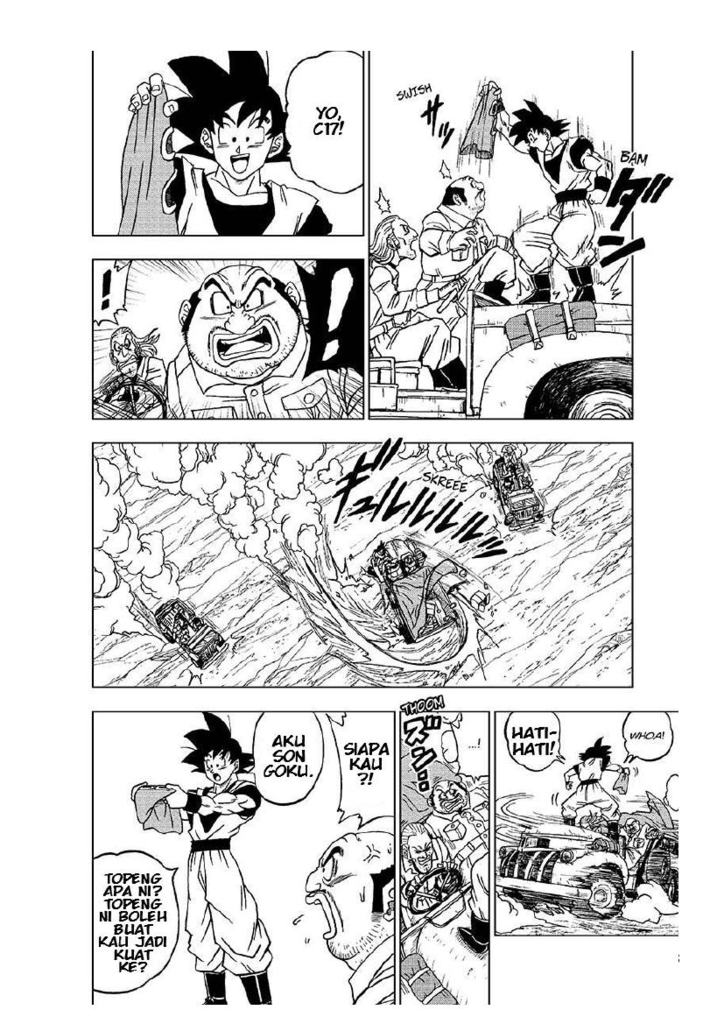 BAM
SWISH
YO,
C17!
!
!
SKREEE
WHOA!
HATI-
HATI!
THOOM
...!
SIAPA
KAU
?!
AKU
SON
GOKU.
TOPENG
APA NI?
TOPENG
NI BOLEH
BUAT
KAU JADI
KUAT
KE?